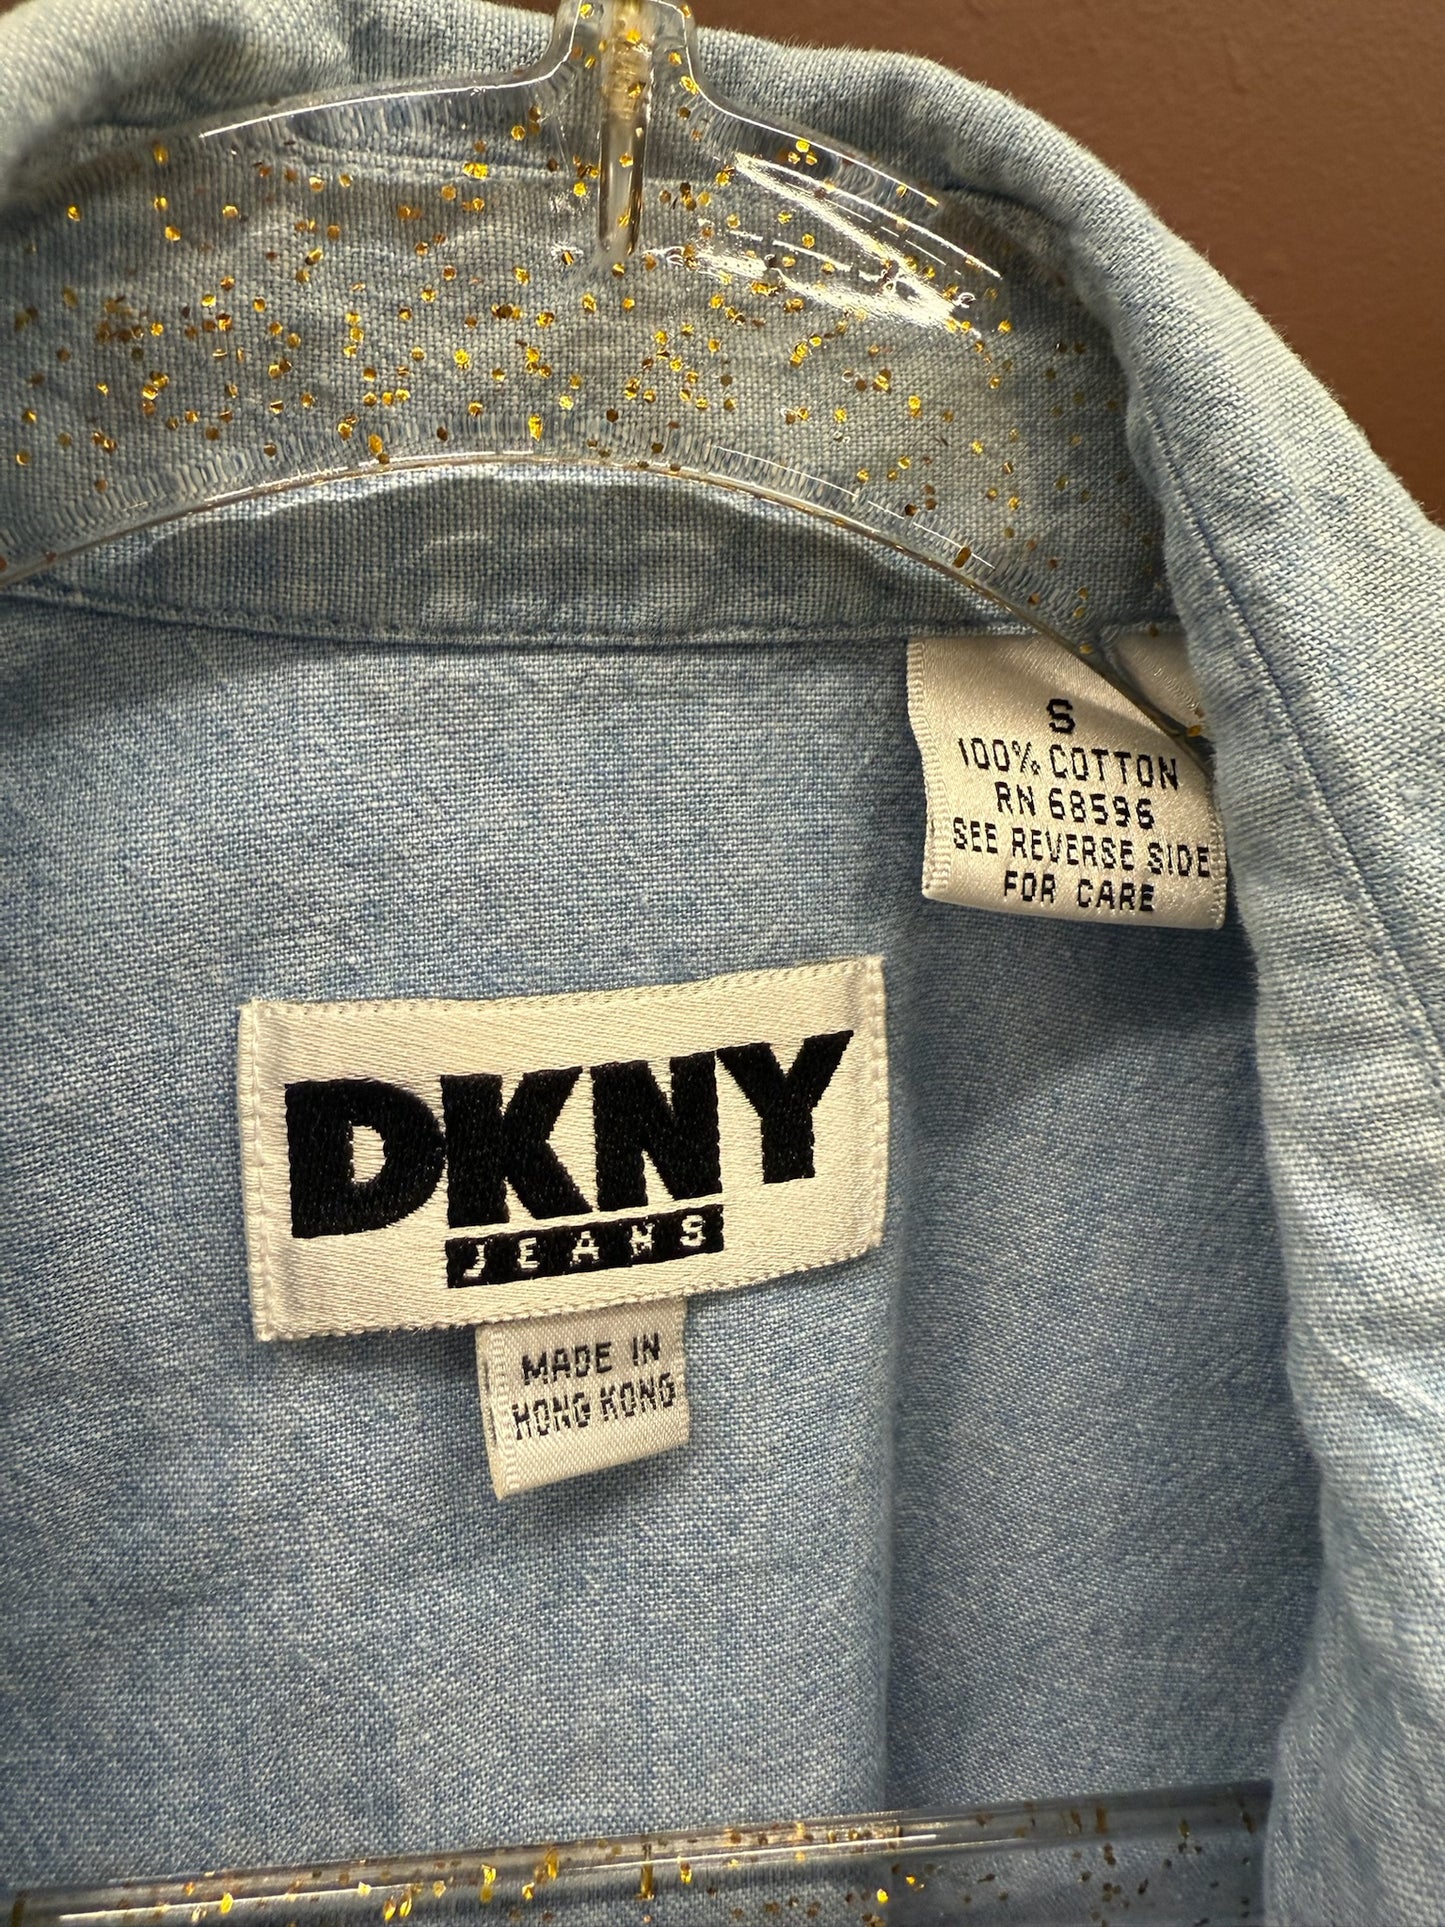 S
100% COTTON
RN 68596
SEE REVERSE SIDE
FOR CARE
DKNY
JEANS
MADE IN
HONG KONG